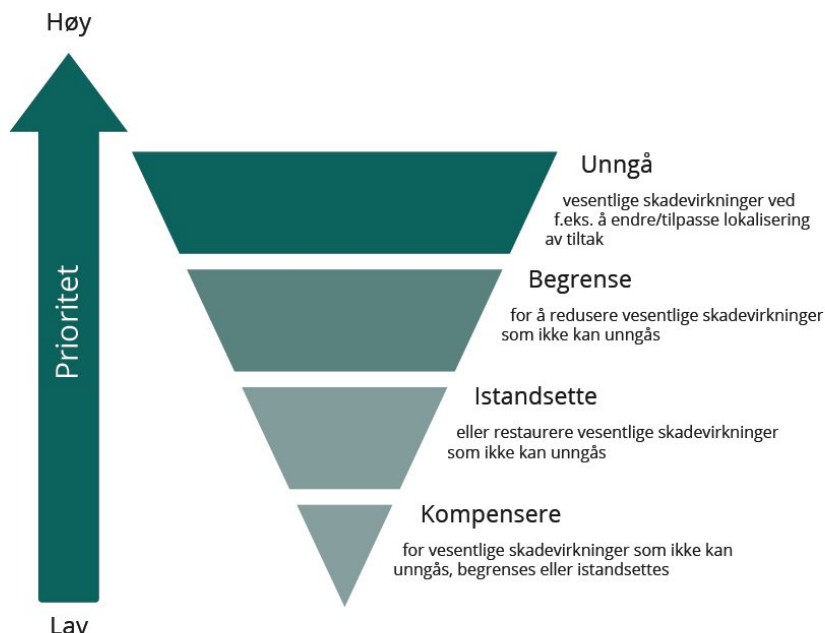 Høy
Prioritet
Unngå
vesentlige skadevirkninger ved
f.eks. å endre/tilpasse lokalisering
av tiltak
Begrense
for å redusere vesentlige skadevirkninger
som ikke kan unngås
Istandsette
eller restaurere vesentlige skadevirkninger
som ikke kan unngås
Kompensere
for vesentlige skadevirkninger som ikke kan
unngås, begrenses eller istandsettes
Lav